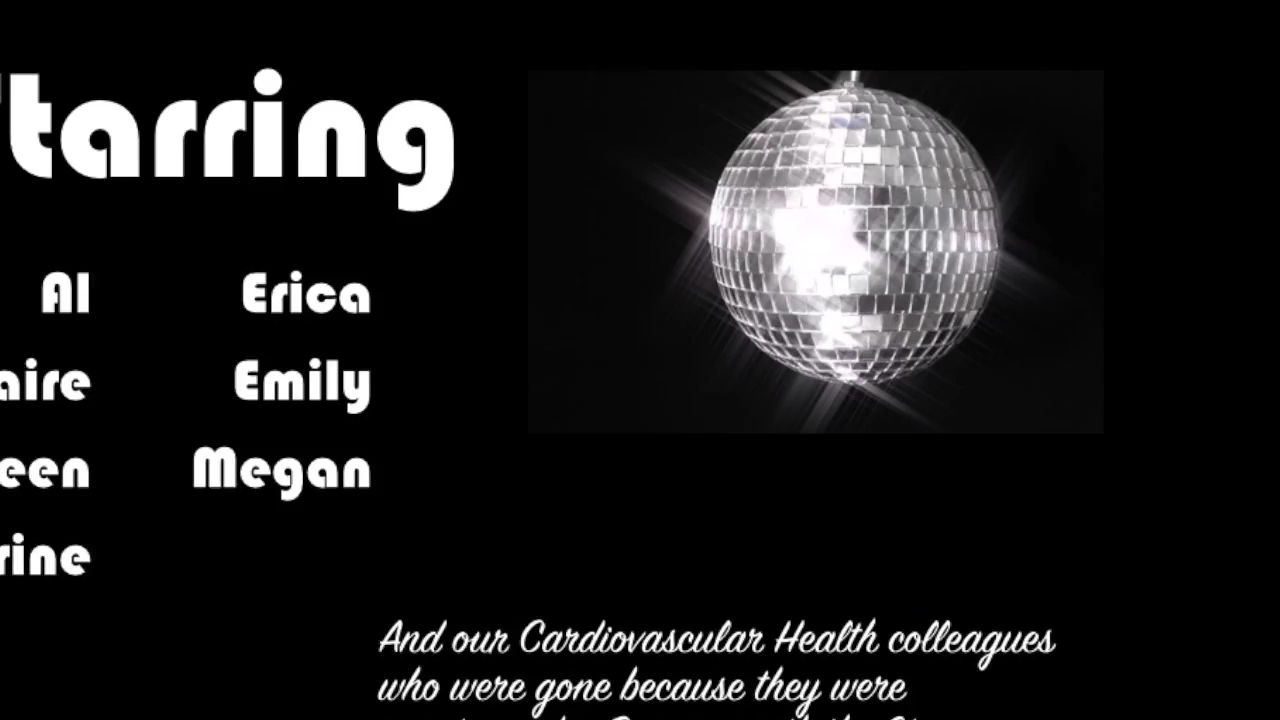 tarring
Al Erica
aire Emily
een Megan
rine
And our Cardiovascular Health colleagues
who were gone because they were